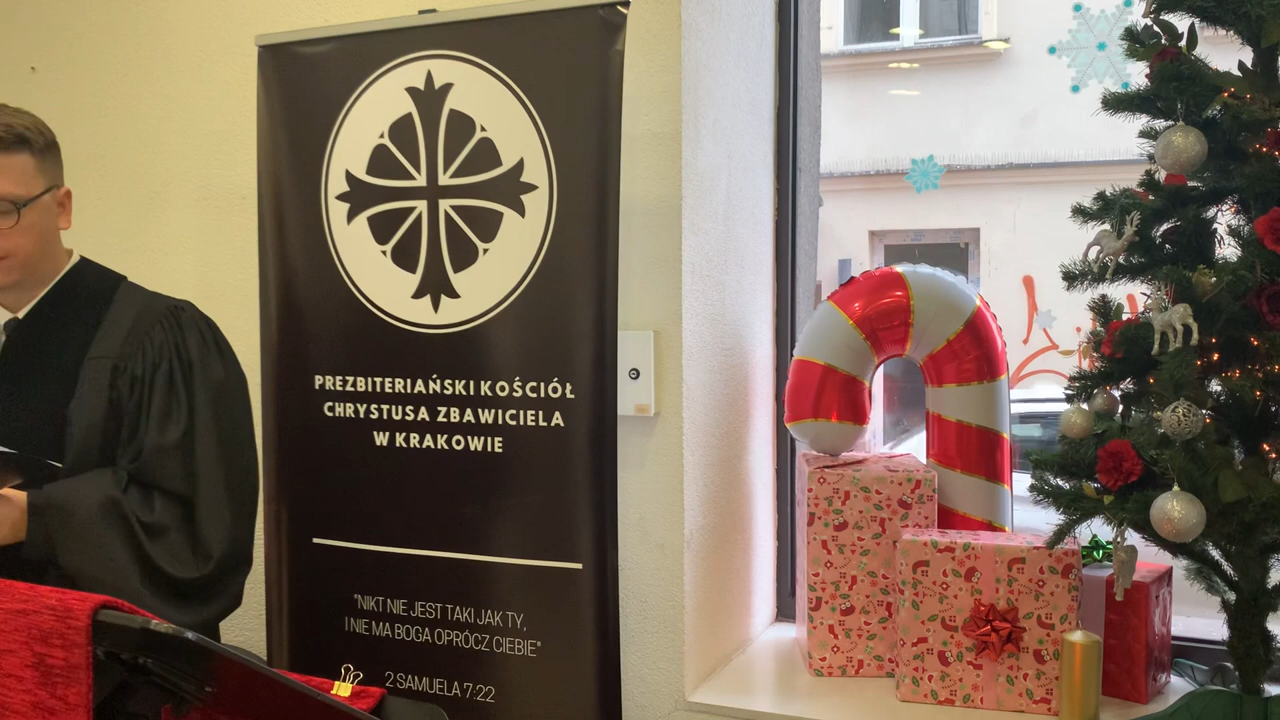 PREZBITERIAŃSKI KOŚCIÓŁ
CHRYSTUSA ZBAWICIELA
W KRAKOWIE
"NIKT NIE JEST TAKI JAK TY,
I NIE MA BOGA OPRÓCZ CIEBIE"
2 SAMUELA 7:22